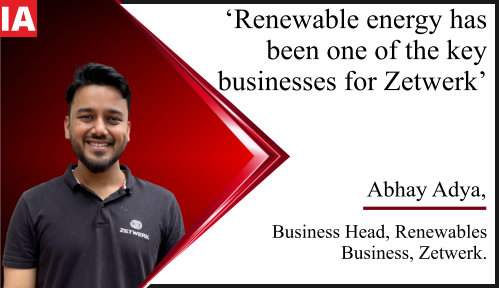 IA
‘Renewable energy has
been one of the key
businesses for Zetwerk’
Abhay Adya,
Business Head, Renewables
Business, Zetwerk.
ZETWERK